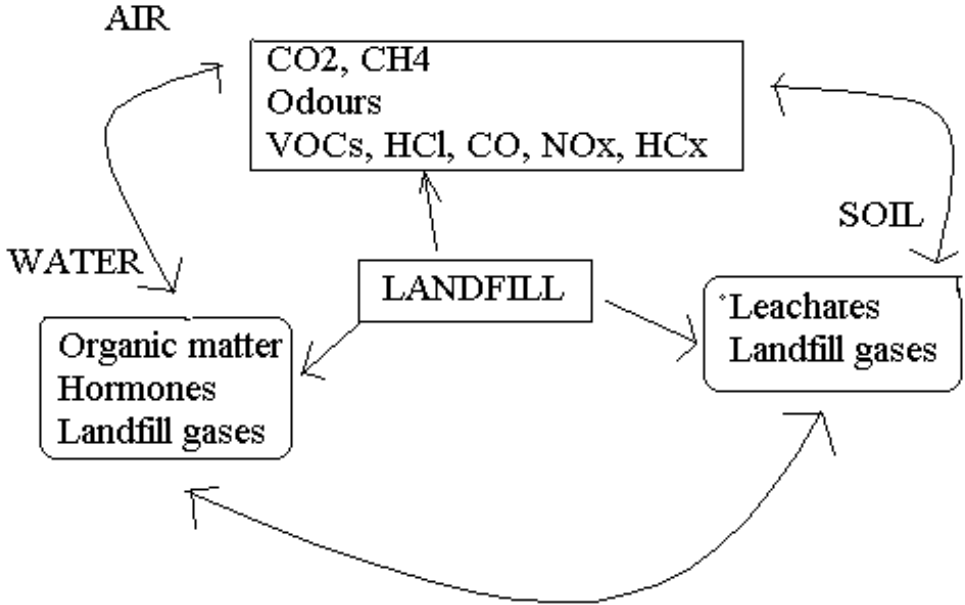 AIR
CO2, CH4
Odours
VOCs, HCl, CO, NOx, HCx
SOIL
WATER
LANDFILL
Leachares
Landfill gases
Organic matter
Hormones
Landfill gases